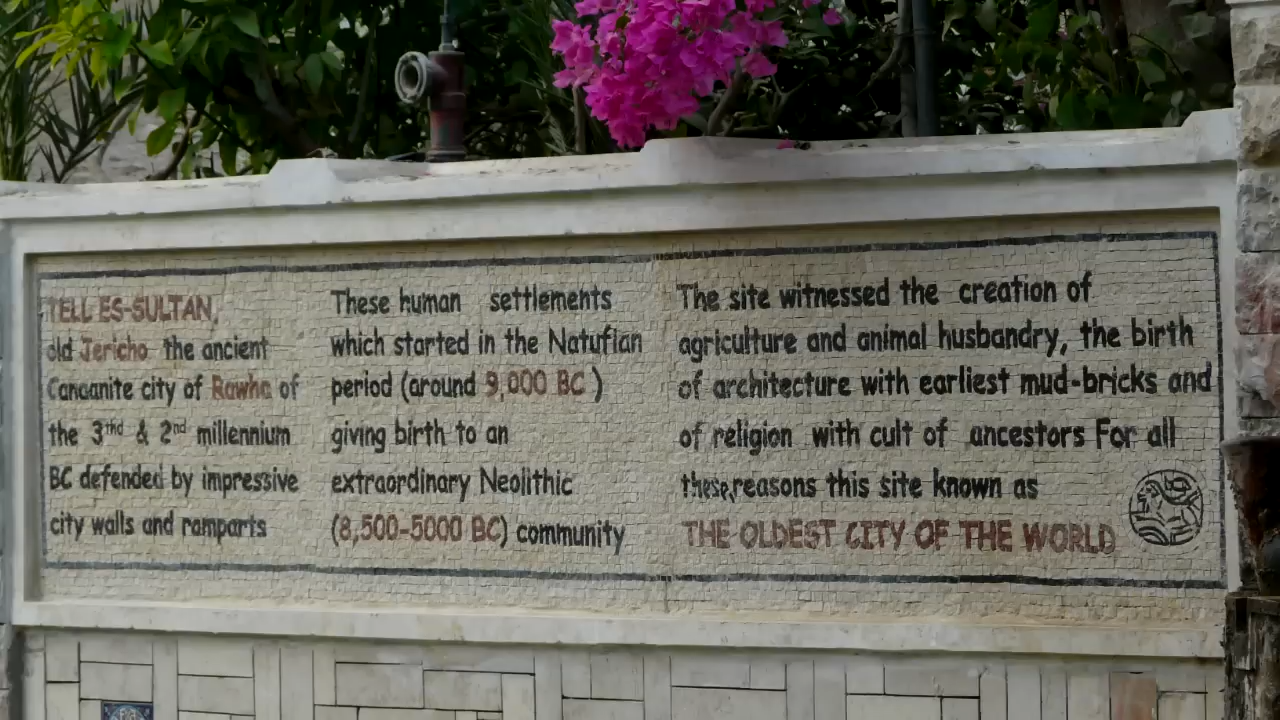 TELL ES-SULTAN,
old Jericho the ancient
Canaanite city of Rawha of
the 3nd & 2nd millennium
BC defended by impressive
city walls and ramparts
These human settlements
which started in the Natufian
period (around 9,000 BC )
giving birth to an
extraordinary Neolithic
(8,500-5000 BC) community
The site witnessed the creation of
agriculture and animal husbandry, the birth
of architecture with earliest mud-bricks and
of religion with cult of ancestors For all
these,reasons this site known as
THE OLDEST CITY OF THE WORLD